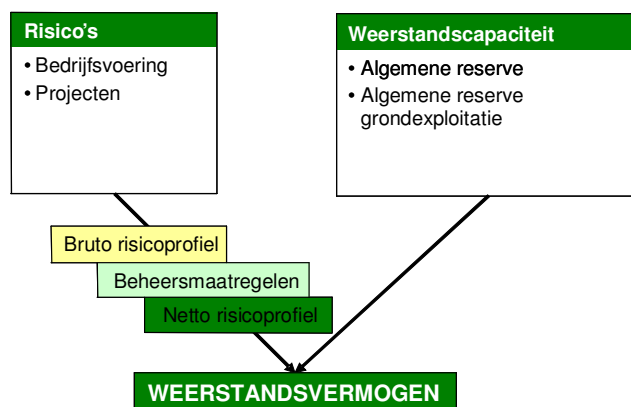 Risico's
• Bedrijfsvoering
• Projecten
Weerstandscapaciteit
• Algemene reserve
• Algemene reserve
grondexploitatie
Bruto risicoprofiel
Beheersmaatregelen
Netto risicoprofiel
WEERSTANDSVERMOGEN